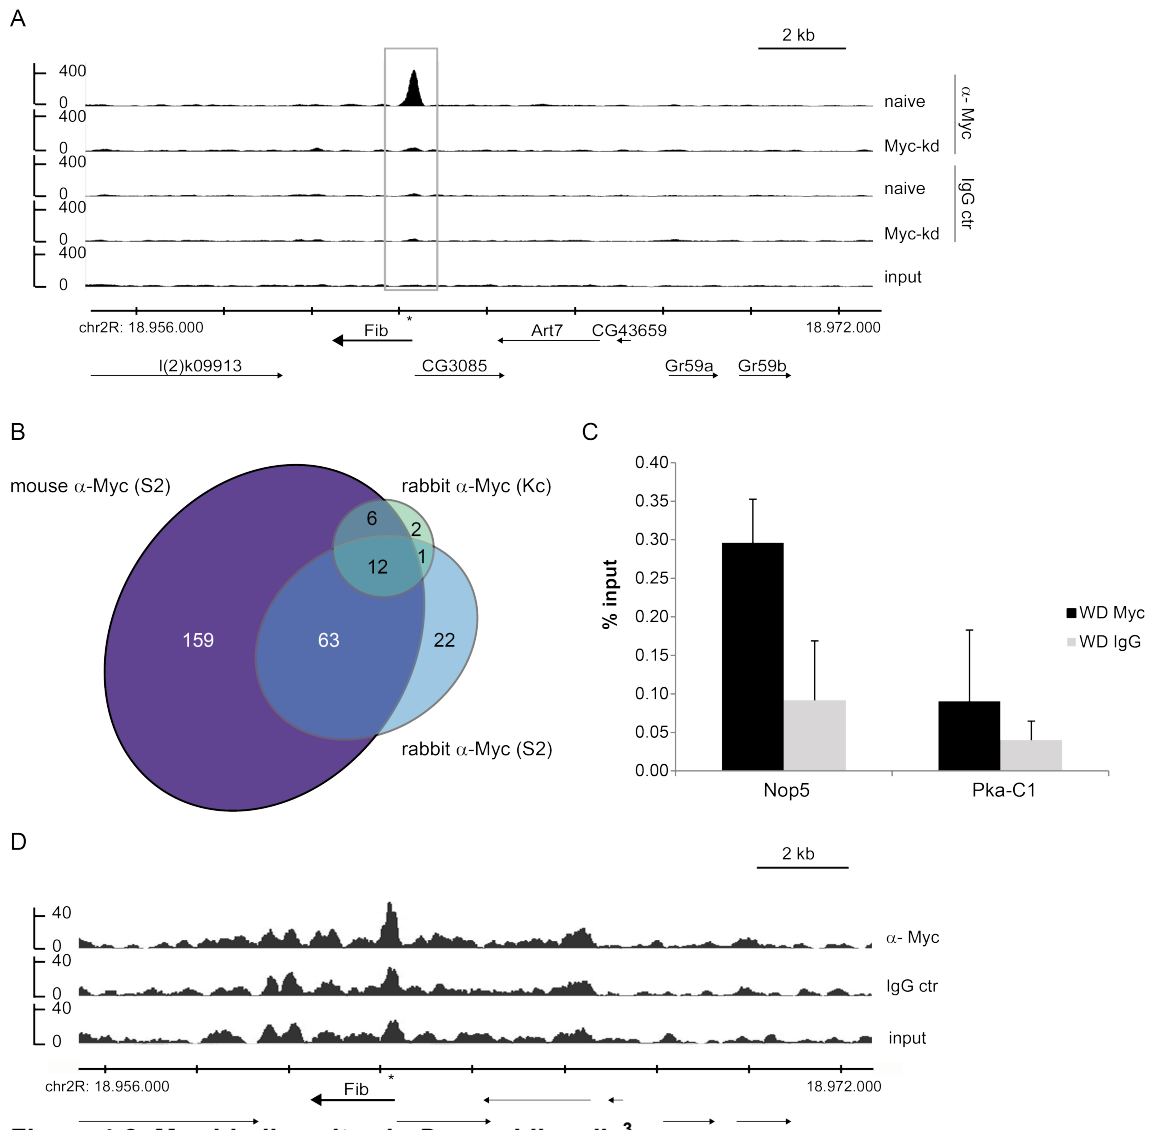 A
2 kb
400
0
naive
400
0
Myc-kd
α- Myc
400
0
naive
400
0
Myc-kd
IgG ctr
400
0
input
chr2R: 18.956.000
18.972.000
Fib
*
Art7
CG43659
l(2)k09913
CG3085
Gr59a
Gr59b
B
mouse α-Myc (S2)
rabbit α-Myc (Kc)
6
2
1
12
159
63
22
rabbit α-Myc (S2)
C
0.40
0.35
0.30
0.25
0.20
0.15
0.10
0.05
0.00
% input
WD Myc
WD IgG
Nop5
Pka-C1
D
2 kb
40
0
α- Myc
40
0
IgG ctr
40
0
input
chr2R: 18.956.000
18.972.000
Fib
*
3